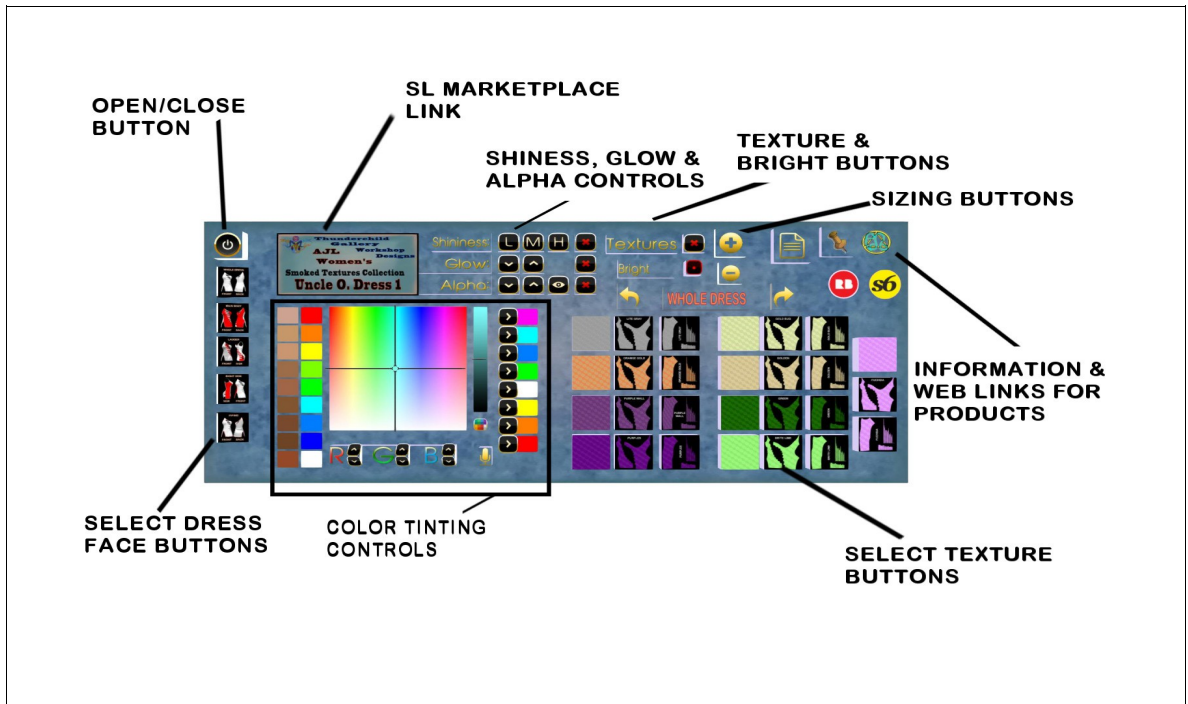 OPEN/CLOSE
BUTTON
SL MARKETPLACE
LINK
SHINESS, GLOW &
ALPHA CONTROLS
TEXTURE &
BRIGHT BUTTONS
SIZING BUTTONS
Thunderchild
Gallery
AJL Workshop
Designs
Women's
Smoked Textures Collection
Uncle O. Dress 1
Shininess: L M H
Glow:
Alpha:
Textures
Bright
WHOLE DRESS
RB
s6
R G B
INFORMATION &
WEB LINKS FOR
PRODUCTS
SELECT DRESS
FACE BUTTONS
COLOR TINTING
CONTROLS
SELECT TEXTURE
BUTTONS